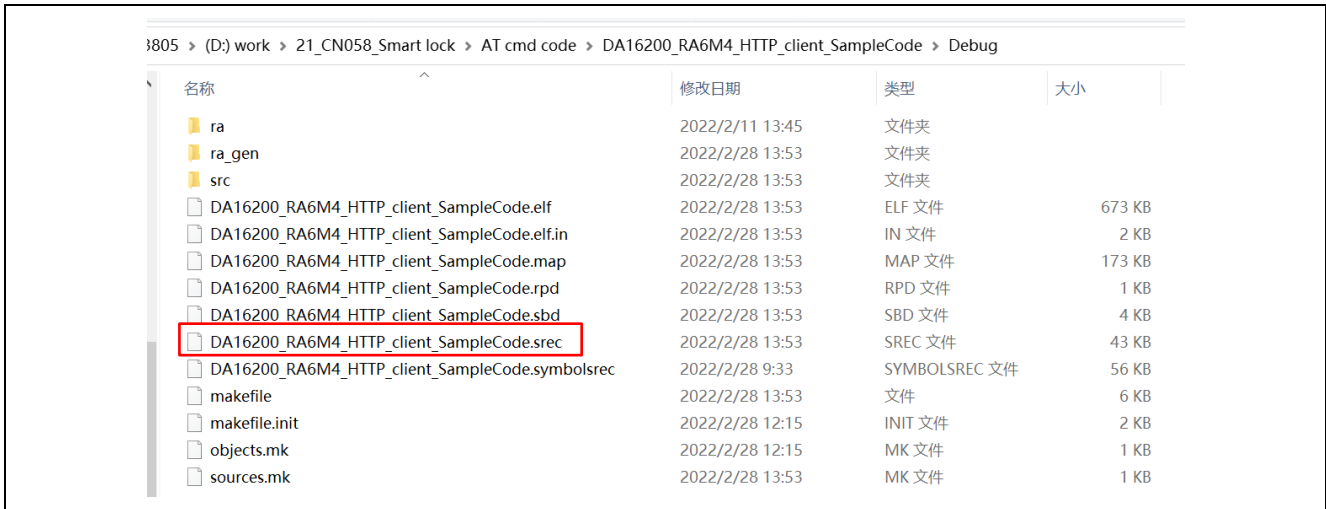 3805 > (D:) work > 21_CN058_Smart lock > AT cmd code > DA16200_RA6M4_HTTP_client_SampleCode > Debug
名称 修改日期 类型 大小
ra 2022/2/11 13:45 文件夹
ra_gen 2022/2/28 13:53 文件夹
src 2022/2/28 13:53 文件夹
DA16200_RA6M4_HTTP_client_SampleCode.elf 2022/2/28 13:53 ELF 文件 673 KB
DA16200_RA6M4_HTTP_client_SampleCode.elf.in 2022/2/28 13:53 IN 文件 2 KB
DA16200_RA6M4_HTTP_client_SampleCode.map 2022/2/28 13:53 MAP 文件 173 KB
DA16200_RA6M4_HTTP_client_SampleCode.rpd 2022/2/28 13:53 RPD 文件 1 KB
DA16200_RA6M4_HTTP_client_SampleCode.sbd 2022/2/28 13:53 SBD 文件 4 KB
DA16200_RA6M4_HTTP_client_SampleCode.srec 2022/2/28 13:53 SREC 文件 43 KB
DA16200_RA6M4_HTTP_client_SampleCode.symbolsrec 2022/2/28 9:33 SYMBOLSREC 文件 56 KB
makefile 2022/2/28 13:53 文件 6 KB
makefile.init 2022/2/28 12:15 INIT 文件 2 KB
objects.mk 2022/2/28 12:15 MK 文件 1 KB
sources.mk 2022/2/28 13:53 MK 文件 1 KB